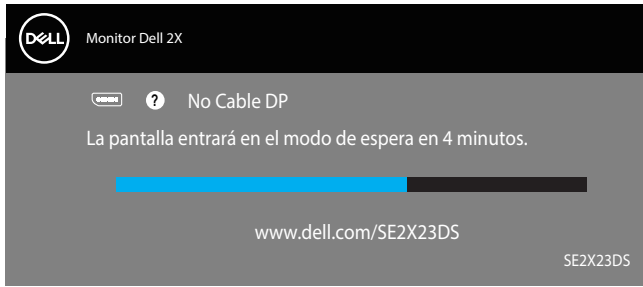 DELL
Monitor Dell 2X
? No Cable DP
La pantalla entrará en el modo de espera en 4 minutos.
www.dell.com/SE2X23DS
SE2X23DS